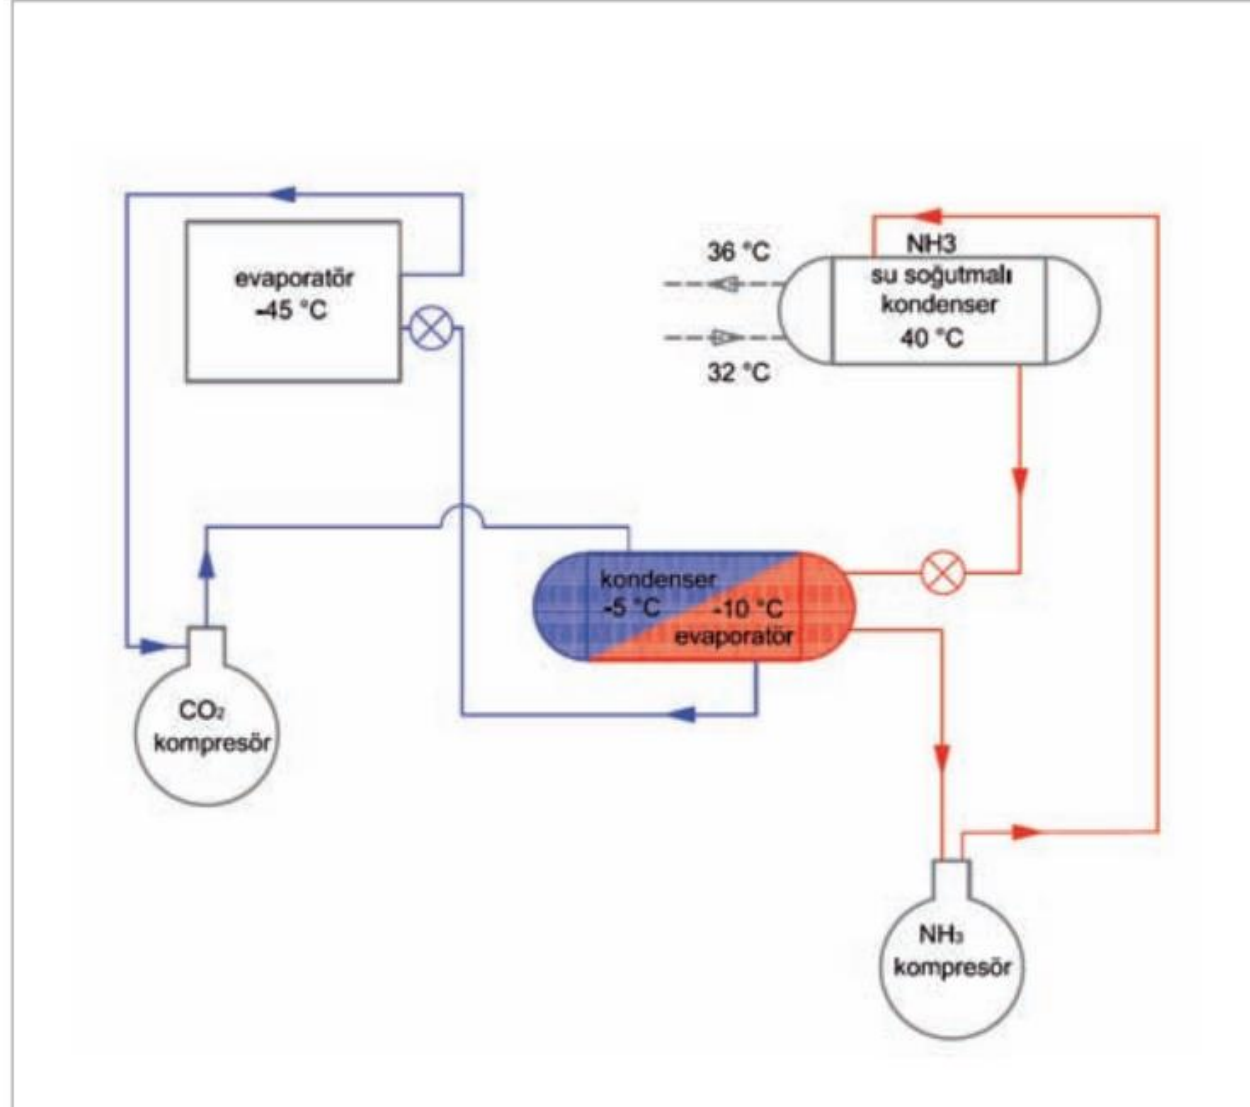 evaporatör
-45 °C
36 °C
32 °C
NH3
su soğutmalı
kondenser
40 °C
kondenser
-5 °C
-10 °C
evaporatör
CO₂
kompresör
NH₃
kompresör